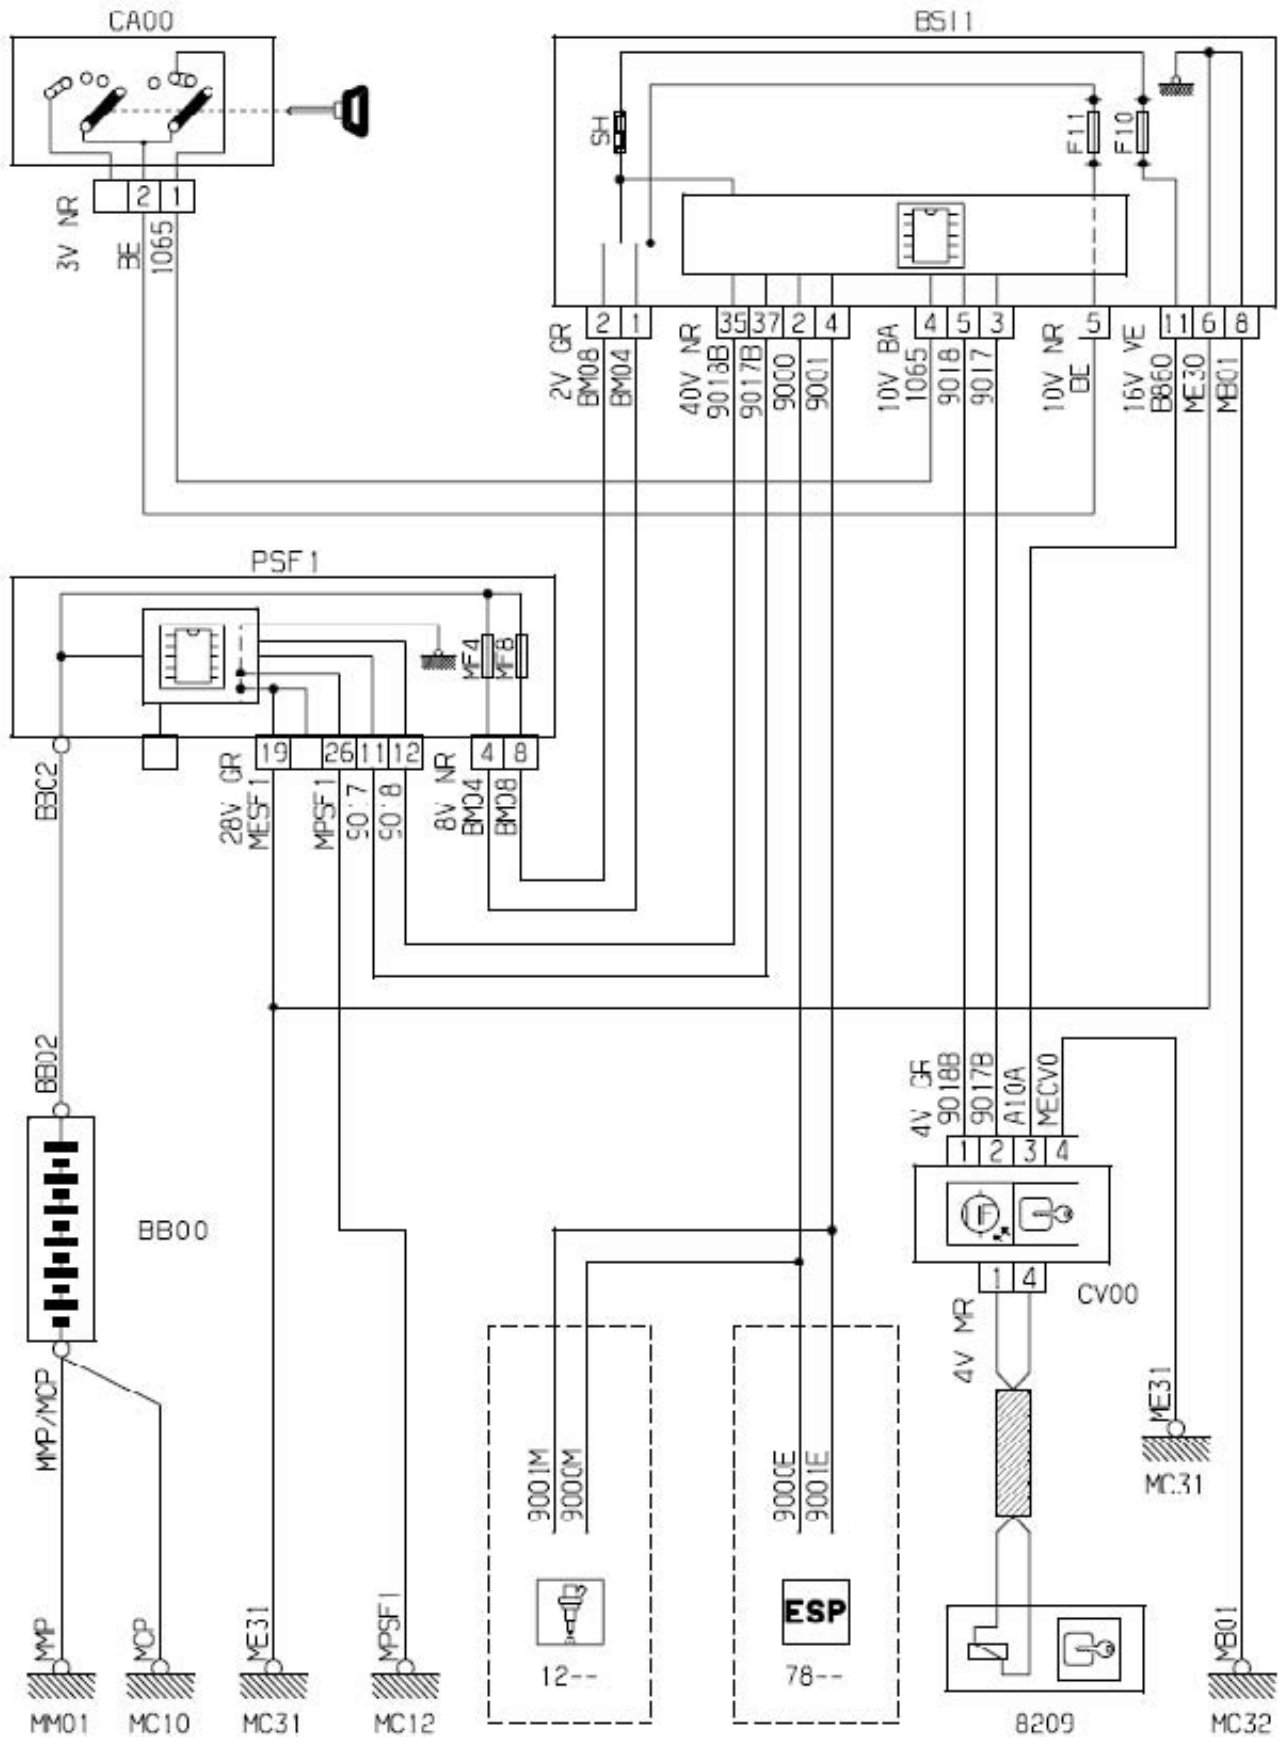 CA00
BSI1
SH
F11
F10
2 1
3V NR
BE
1065
2 1 35 37 2 4 4 5 3 5 11 6 8
2V GR
BM08
BM04
40V NR
9018B
9017B
9000
9001
10V BA
1065
9018
9017
10V NR
BE
16V VE
B860
ME30
MB01
PSF1
MF4
MF8
19 26 11 12 4 8
BB02
28V GR
MESF1
MPSF1
9017
9018
8V NR
BM04
BM08
BB02
4V GR
9018B
9017B
A10A
MECV0
1 2 3 4
HF
1 4
CV00
BB00
4V MR
MMP/MCP
ME31
MC31
9001M
9000M
9000E
9001E
MMP
MCP
ME31
MPSF1
ESP
MB01
12--
78--
MM01
MC10
MC31
MC12
8209
MC32